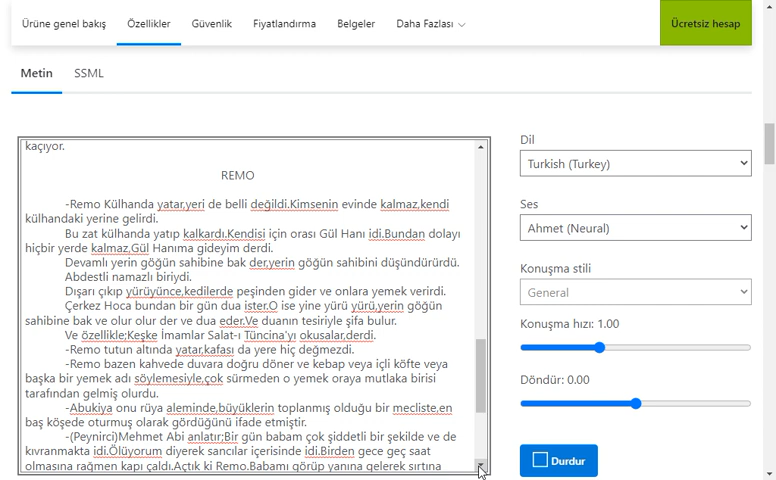 Ürüne genel bakış Özellikler Güvenlik Fiyatlandırma Belgeler Daha Fazlası Ücretsiz hesap
Metin SSML
kaçıyor.
REMO
-Remo Külhanda yatar,yeri de belli değildi.Kimsenin evinde kalmaz,kendi
külhandaki yerine gelirdi.
Bu zat külhanda yatıp kalkardı.Kendisi için orası Gül Hanı idi.Bundan dolayı
hiçbir yerde kalmaz,Gül Hanıma gideyim derdi.
Devamlı yerin göğün sahibine bak der,yerin göğün sahibini düşündürürdü.
Abdestli namazlı biriydi.
Dışarı çıkıp yürüyünce,kedilerde peşinden gider ve onlara yemek verirdi.
Çerkez Hoca bundan bir gün dua ister.O ise yine yürü yürü,yerin göğün
sahibine bak ve olur olur der ve dua eder.Ve duanın tesiriyle şifa bulur.
Ve özellikle;Keşke İmamlar Salat-ı Tüncina'yı okusalar,derdi.
-Remo tutun altında yatar,kafası da yere hiç değmezdi.
-Remo bazen kahvede duvara doğru döner ve kebap veya içli köfte veya
başka bir yemek adı söylemesiyle,çok sürmeden o yemek oraya mutlaka birisi
tarafından gelmiş olurdu.
-Abukiya onu rüya aleminde,büyüklerin toplanmış olduğu bir mecliste,en
baş köşede oturmuş olarak gördüğünü ifade etmiştir.
-(Peynirci)Mehmet Abi anlatır;Bir gün babam çok şiddetli bir şekilde ve de
kıvranmakta idi.Ölüyorum diyerek sancılar içerisinde idi.Birden gece geç saat
olmasına rağmen kapı çaldı.Açtık ki Remo.Babamı görüp yanına gelerek sırtına
Dil
Turkish (Turkey)
Ses
Ahmet (Neural)
Konuşma stili
General
Konuşma hızı: 1.00
Döndür: 0.00
Durdur